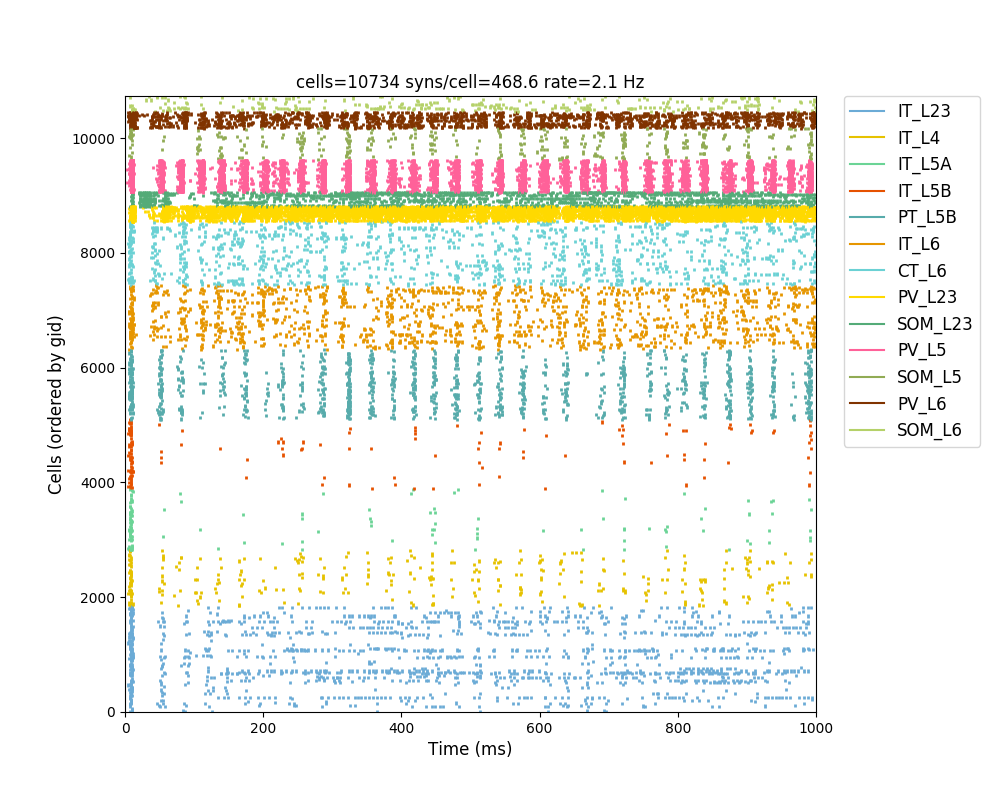 cells=10734 syns/cell=468.6 rate=2.1 Hz
10000
8000
6000
4000
2000
0
Cells (ordered by gid)
0 200 400 600 800 1000
Time (ms)
IT_L23
IT_L4
IT_L5A
IT_L5B
PT_L5B
IT_L6
CT_L6
PV_L23
SOM_L23
PV_L5
SOM_L5
PV_L6
SOM_L6